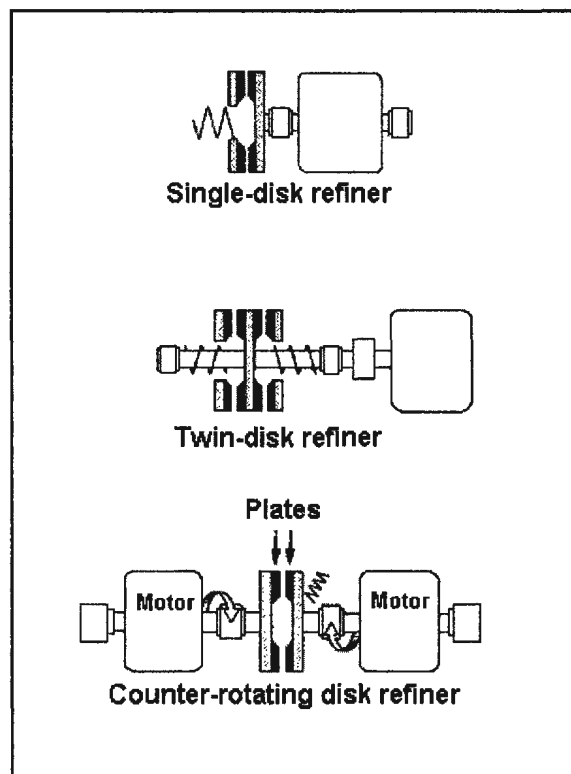 Single-disk refiner
Twin-disk refiner
Plates
Motor
Motor
Counter-rotating disk refiner